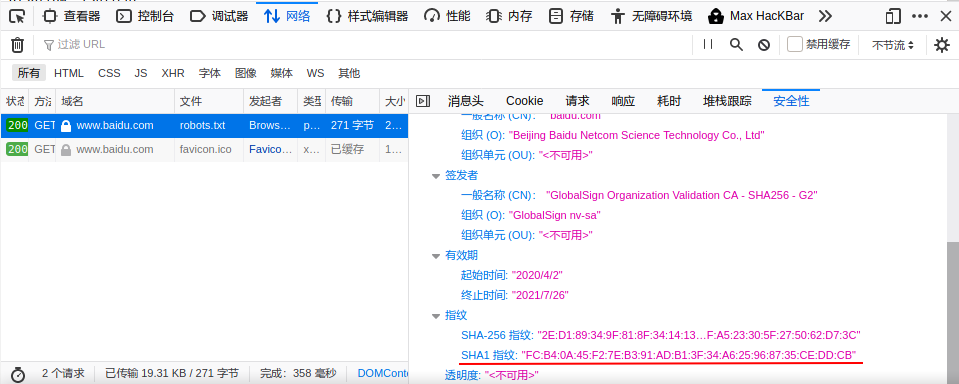 查看器 控制台 调试器 网络 样式编辑器 性能 内存 存储 无障碍环境 Max HacKBar
过滤 URL 禁用缓存 不节流
所有 HTML CSS JS XHR 字体 图像 媒体 WS 其他
状态 方法 域名 文件 发起者 类型 传输 大小
200 GET www.baidu.com robots.txt Brows… p… 271 字节 2…
200 GET www.baidu.com favicon.ico Favico… x… 已缓存 1…
消息头 Cookie 请求 响应 耗时 堆栈跟踪 安全性
一般名称 (CN): "baidu.com"
组织 (O): "Beijing Baidu Netcom Science Technology Co., Ltd"
组织单元 (OU): "<不可用>"
签发者
一般名称 (CN): "GlobalSign Organization Validation CA - SHA256 - G2"
组织 (O): "GlobalSign nv-sa"
组织单元 (OU): "<不可用>"
有效期
起始时间: "2020/4/2"
终止时间: "2021/7/26"
指纹
SHA-256 指纹: "2E:D1:89:34:9F:81:8F:34:14:13…F:A5:23:30:5F:27:50:62:D7:3C"
SHA1 指纹: "FC:B4:0A:45:F2:7E:B3:91:AD:B1:3F:34:A6:25:96:87:35:CE:DD:CB"
透明度: "<不可用>"
2 个请求 已传输 19.31 KB / 271 字节 完成: 358 毫秒 DOMConte